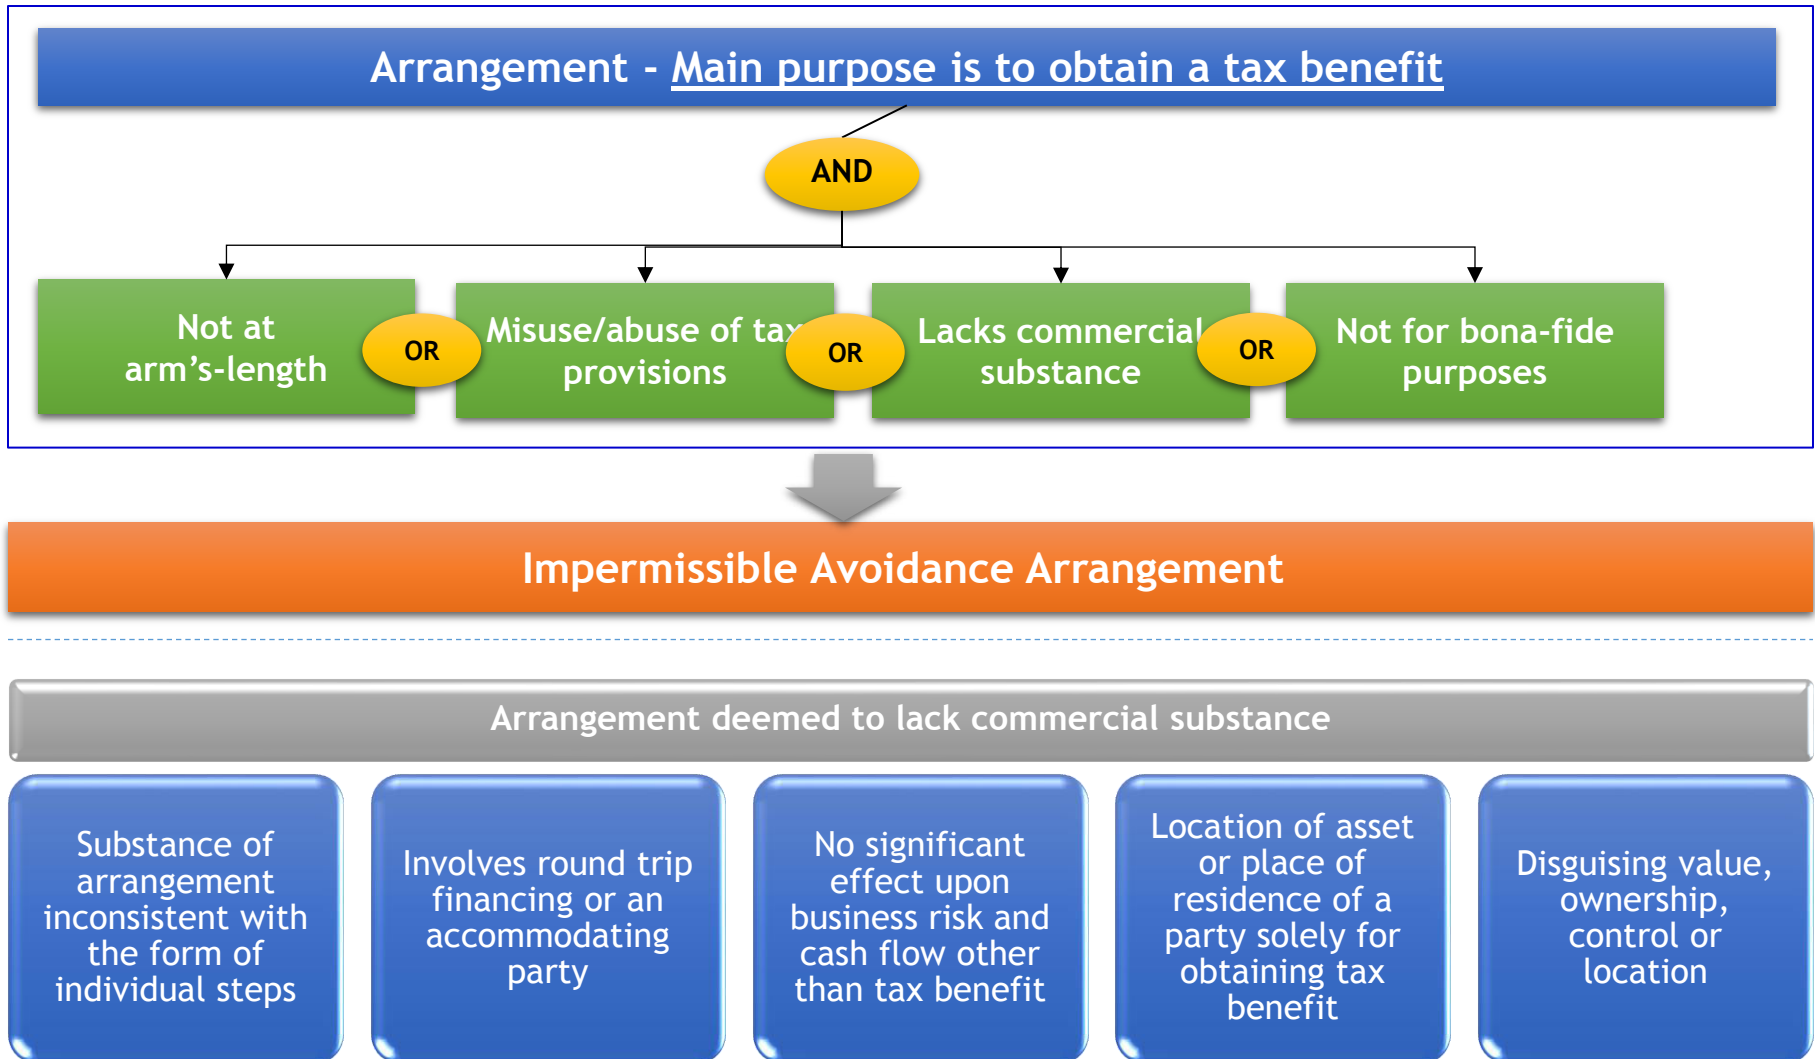 Arrangement - Main purpose is to obtain a tax benefit
AND
Not at
arm's-length
OR
Misuse/abuse of tax
provisions
OR
Lacks commercial
substance
OR
Not for bona-fide
purposes
Impermissible Avoidance Arrangement
Arrangement deemed to lack commercial substance
Substance of
arrangement
inconsistent with
the form of
individual steps
Involves round trip
financing or an
accommodating
party
No significant
effect upon
business risk and
cash flow other
than tax benefit
Location of asset
or place of
residence of a
party solely for
obtaining tax
benefit
Disguising value,
ownership,
control or
location